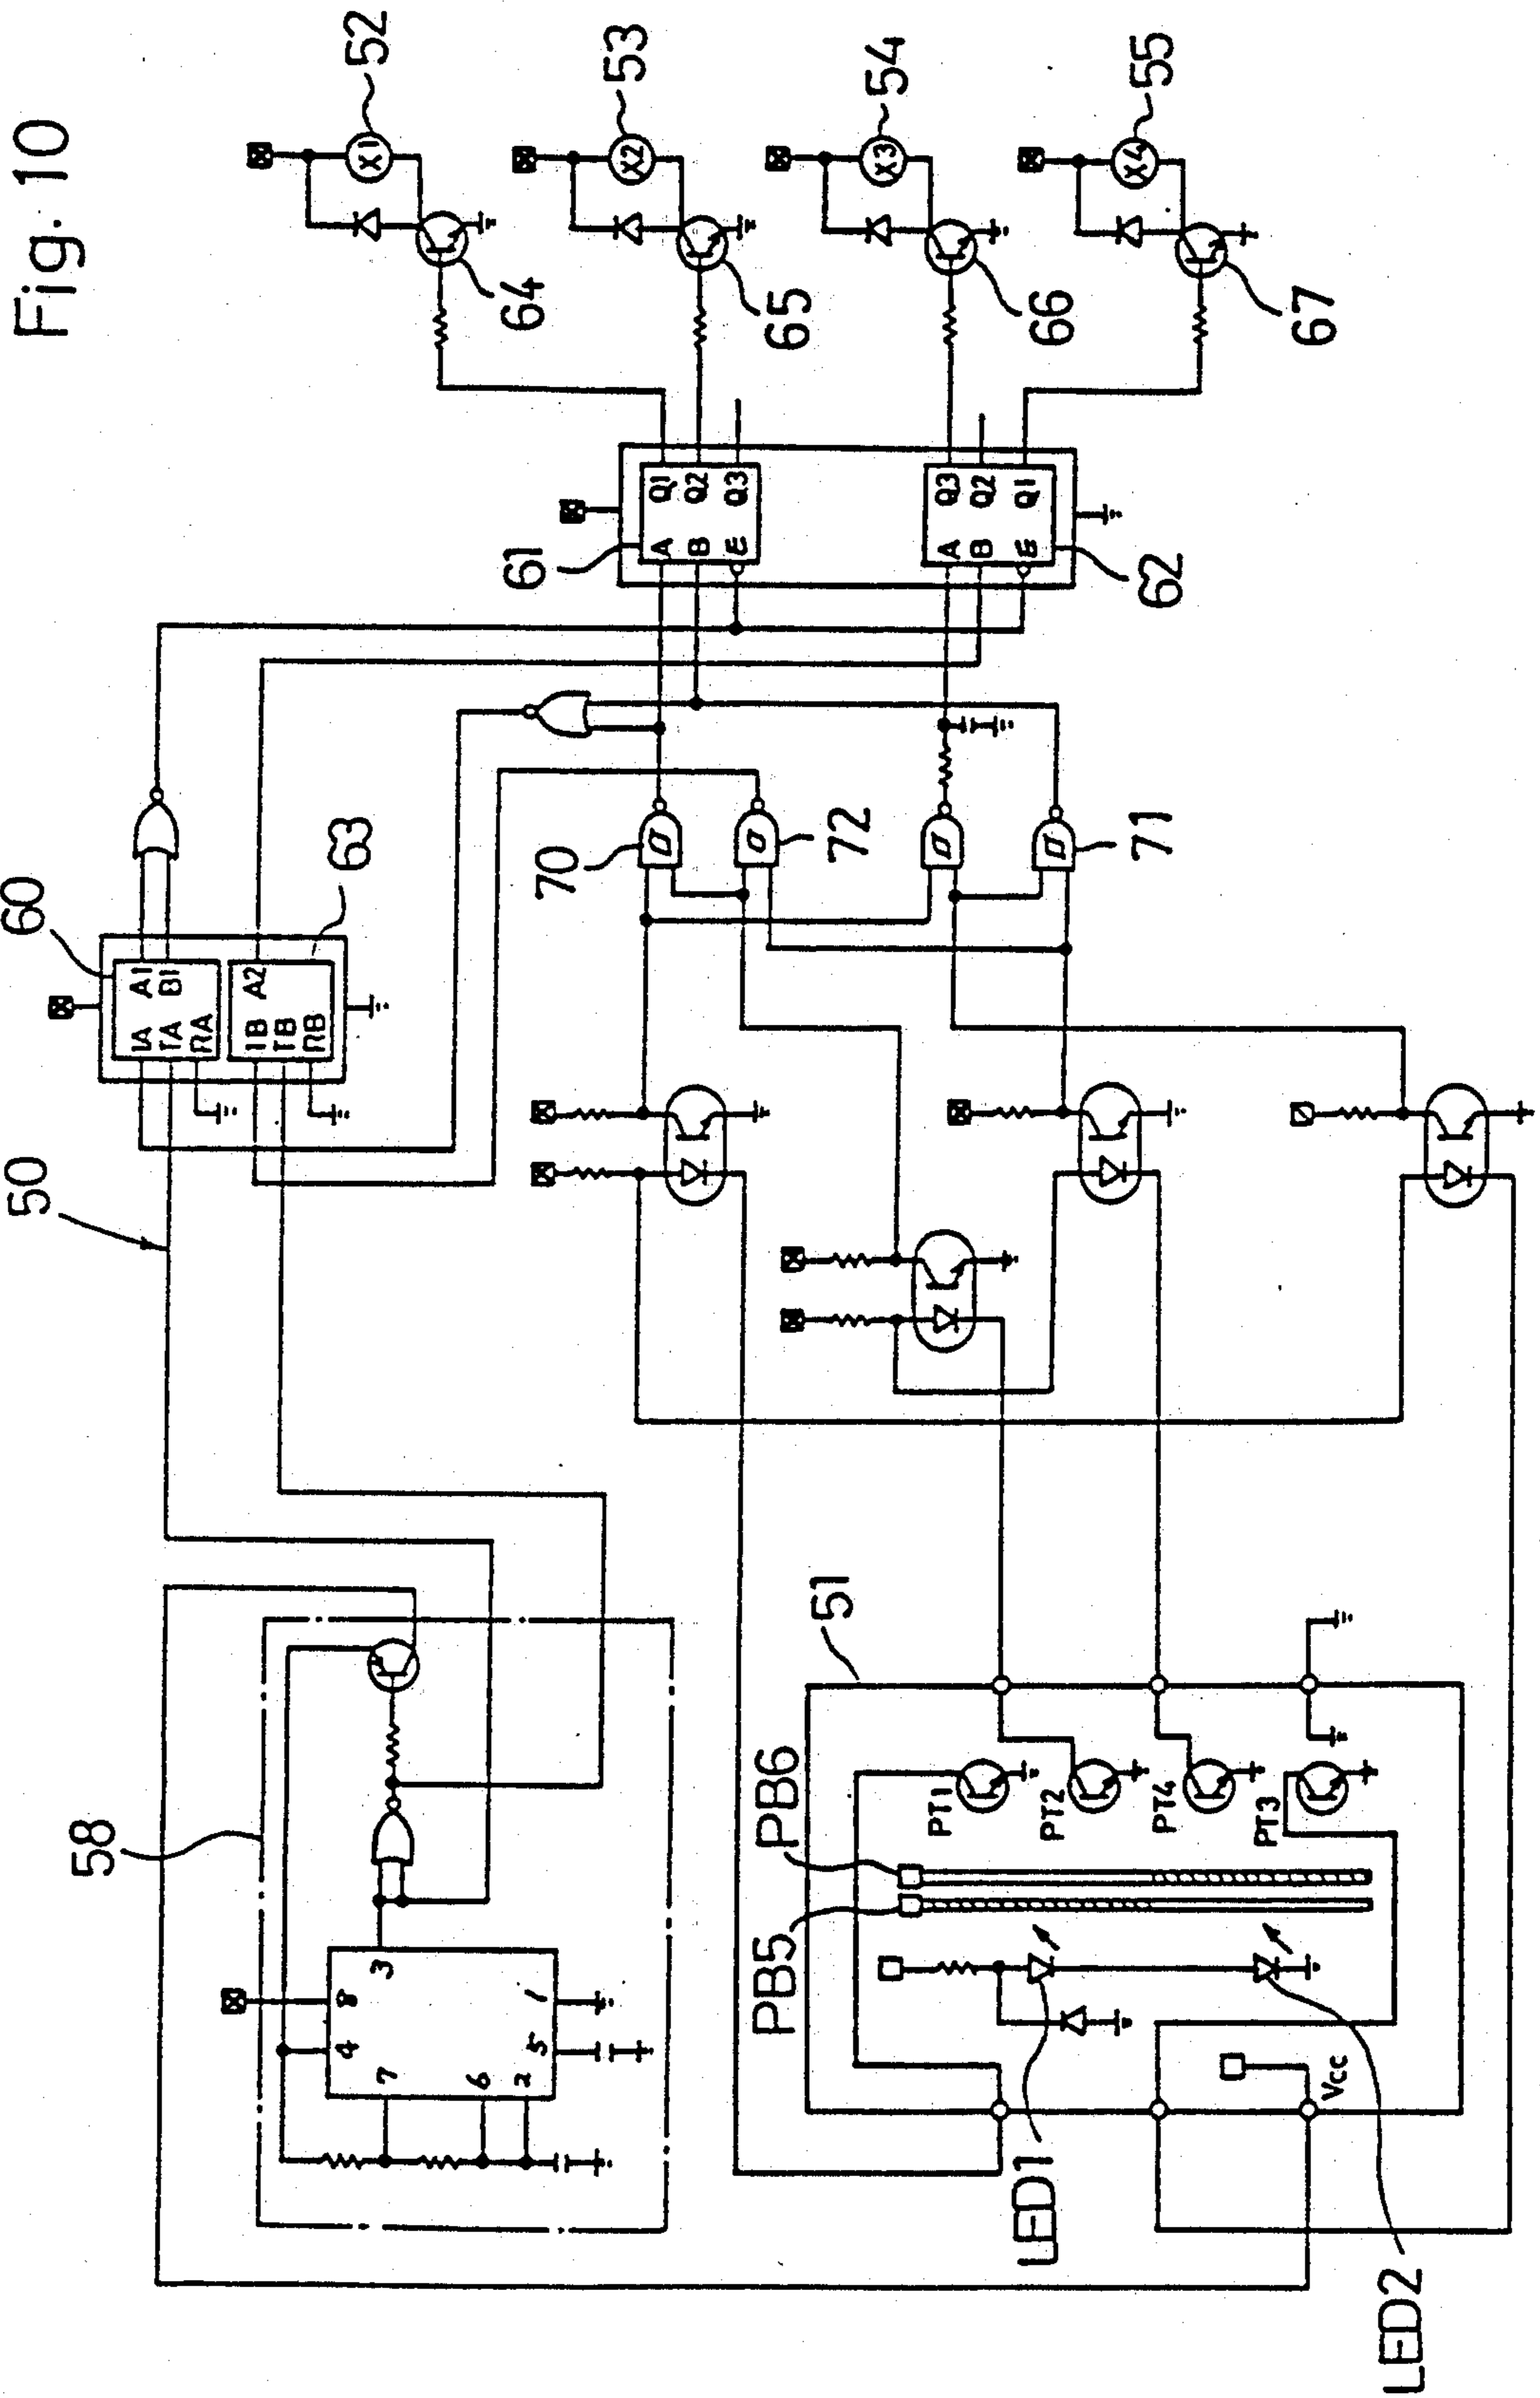 Fig. 10
52
X1
64
53
X2
65
54
X3
66
55
X4
67
61
A
B
E
Q1
Q2
Q3
A
B
E
Q3
Q2
Q1
62
60
1A
TA
RA
A1
B1
63
1B
TB
RB
A2
70
72
71
50
58
8
4
7
6
2
5
1
3
51
PB6
PB5
PT1
PT2
PT4
PT3
Vcc
LED1
LED2